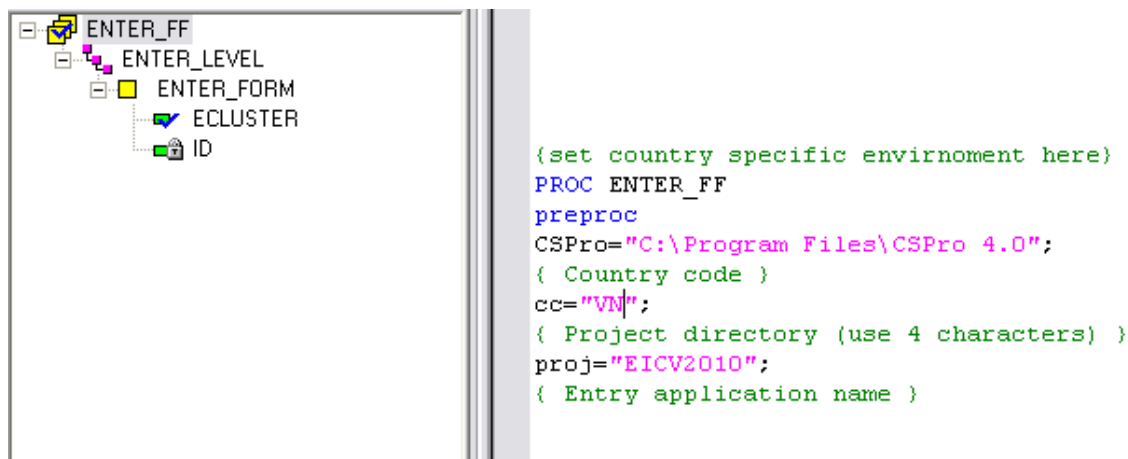 ENTER_FF
ENTER_LEVEL
ENTER_FORM
ECLUSTER
ID
{set country specific envirnoment here}
PROC ENTER_FF
preproc
CSPro="C:\Program Files\CSPro 4.0";
{ Country code }
cc="VN";
{ Project directory (use 4 characters) }
proj="EICV2010";
{ Entry application name }